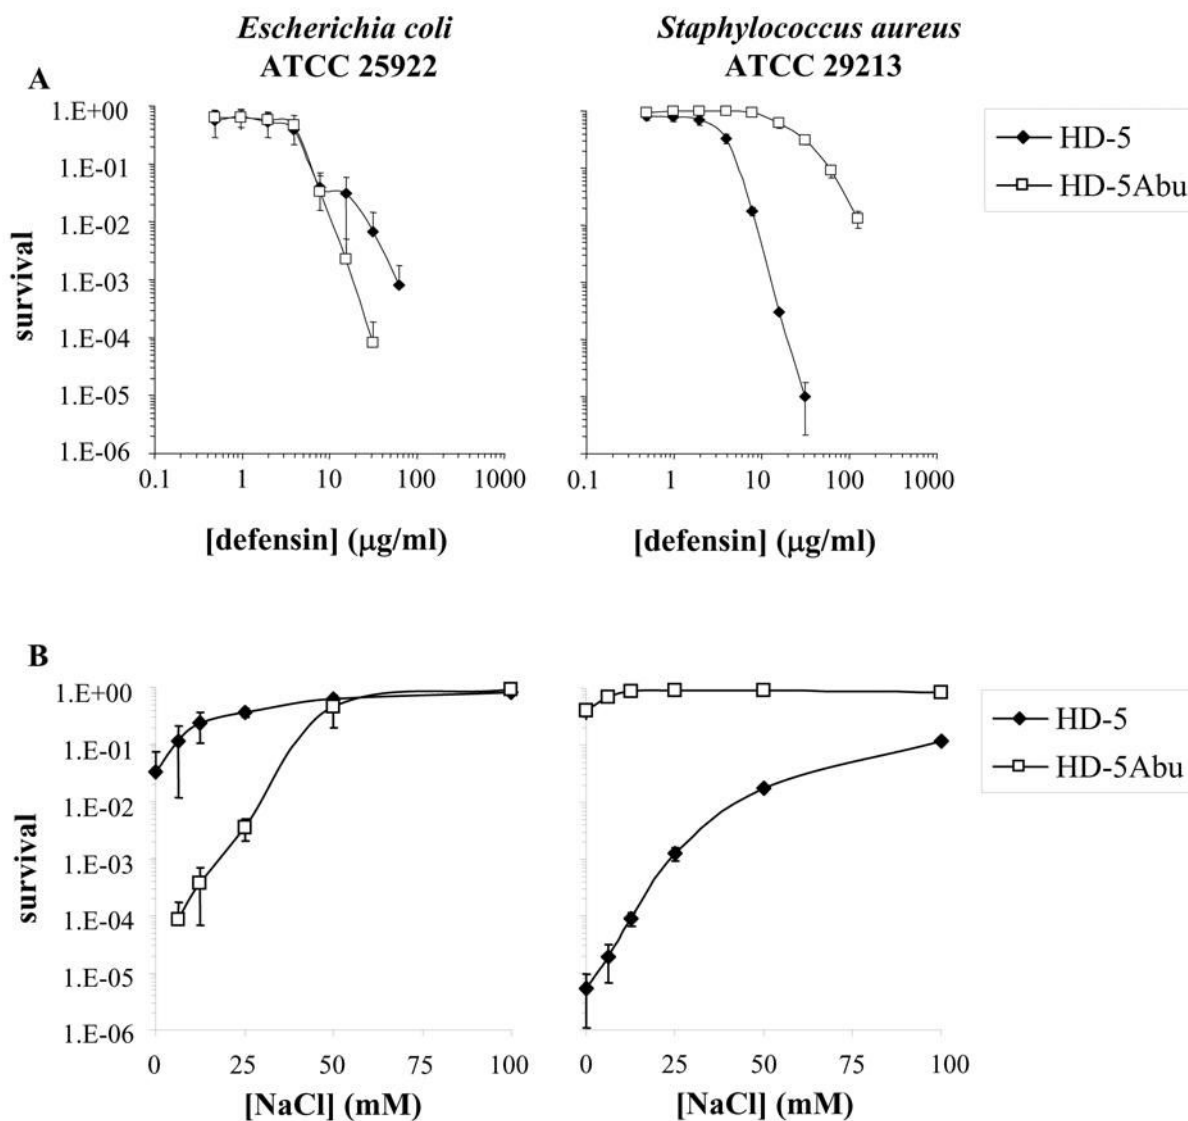 Escherichia coli
ATCC 25922
Staphylococcus aureus
ATCC 29213
A
1.E+00
1.E-01
1.E-02
1.E-03
1.E-04
1.E-05
1.E-06
survival
0.1 1 10 100 1000
[defensin] (μg/ml)
0.1 1 10 100 1000
[defensin] (μg/ml)
HD-5
HD-5Abu
B
1.E+00
1.E-01
1.E-02
1.E-03
1.E-04
1.E-05
1.E-06
survival
0 25 50 75 100
[NaCl] (mM)
0 25 50 75 100
[NaCl] (mM)
HD-5
HD-5Abu